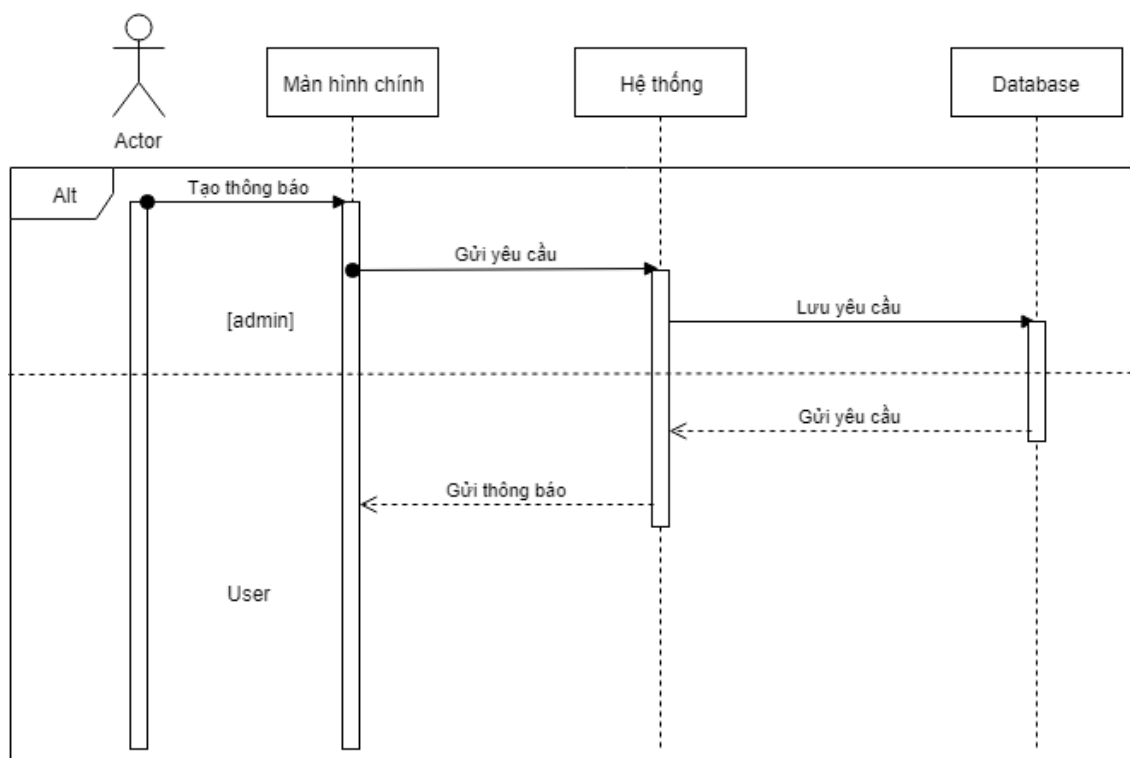 Màn hình chính
Hệ thống
Database
Actor
Alt
Tạo thông báo
Gửi yêu cầu
[admin]
Lưu yêu cầu
Gửi yêu cầu
Gửi thông báo
User